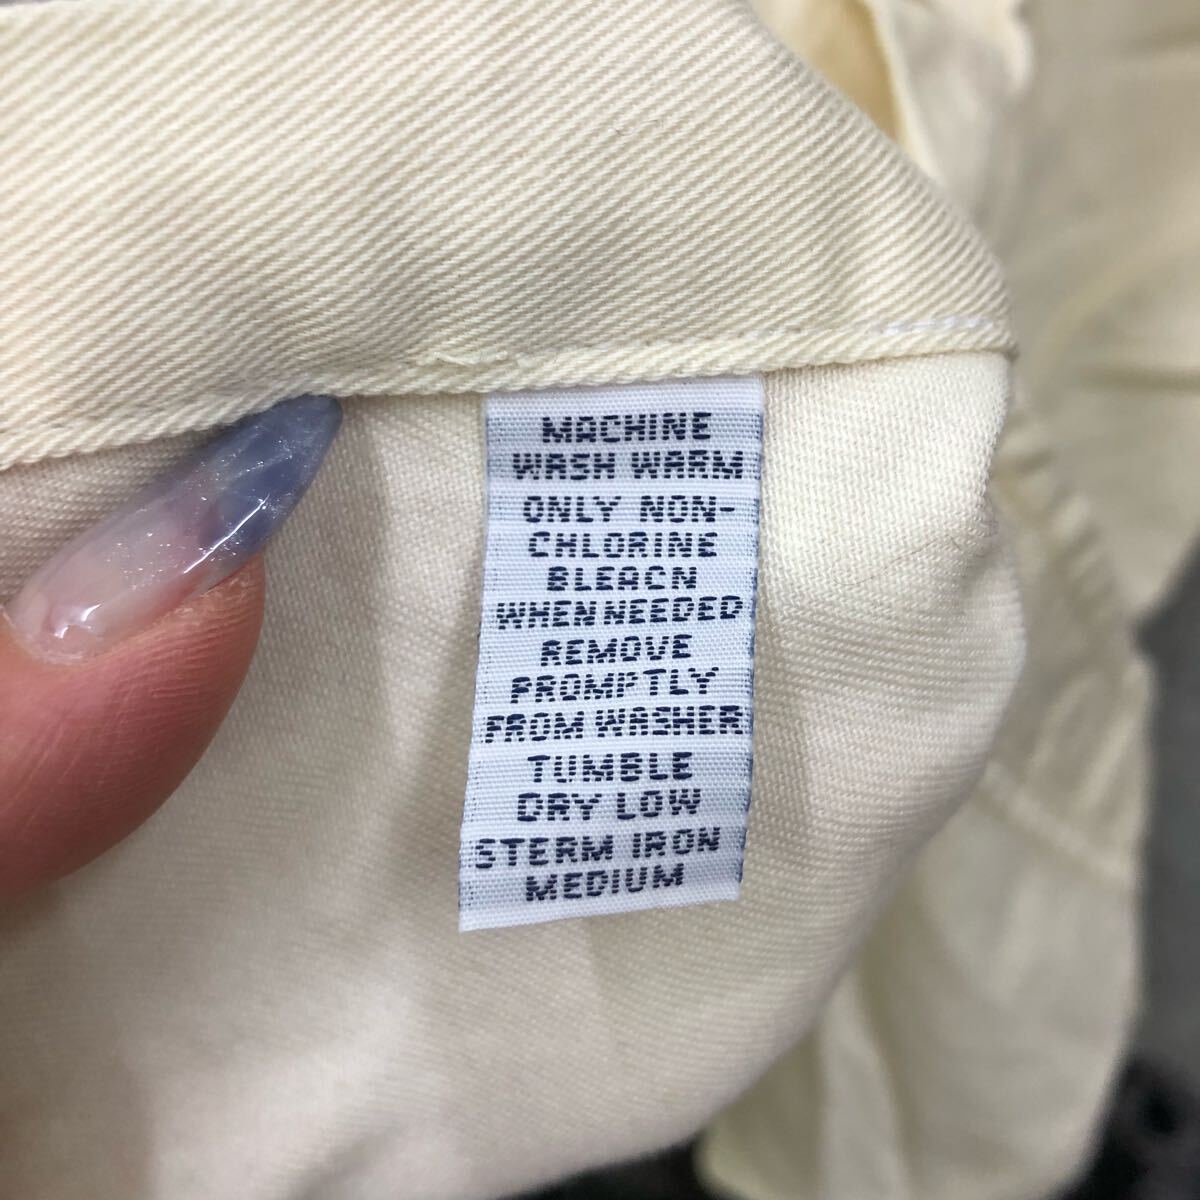 MACHINE
WASH WARM
ONLY NON-
CHLORINE
BLEACN
WHEN NEEDED
REMOVE
PROMPTLY
FROM WASHER
TUMBLE
DRY LOW
STERM IRON
MEDIUM